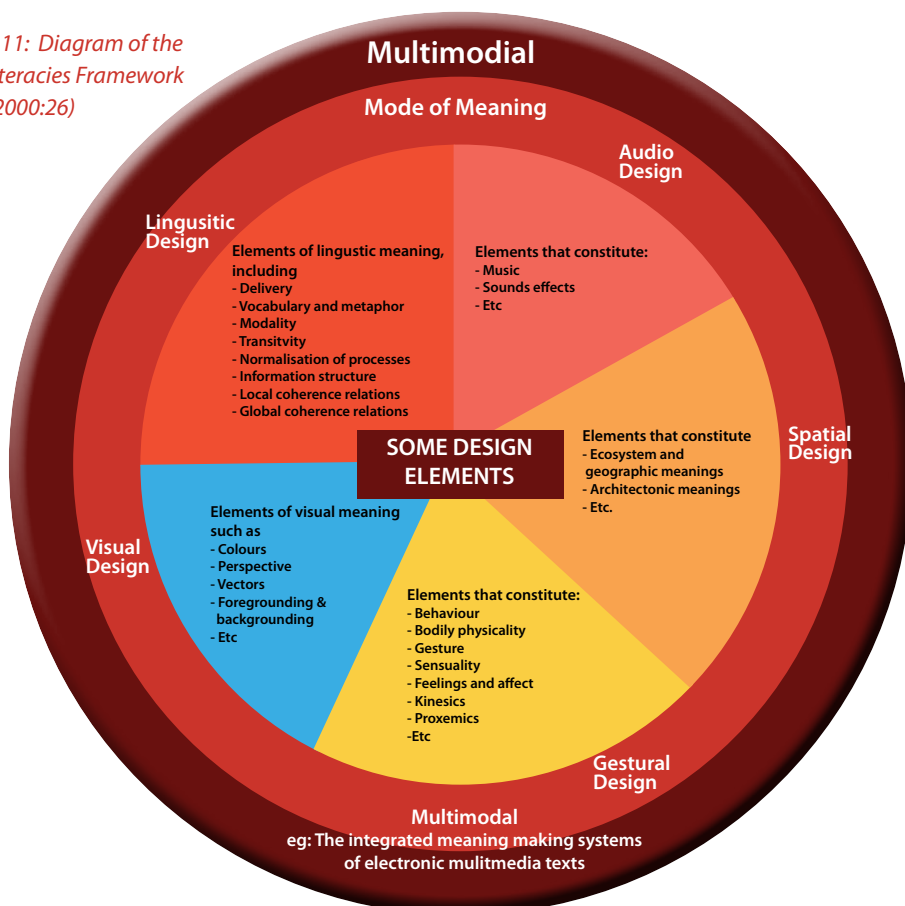 11: Diagram of the
teracies Framework
2000:26)
Multimodial
Mode of Meaning
Audio
Design
Lingusitic
Design
Elements of lingustic meaning,
including
- Delivery
- Vocabulary and metaphor
- Modality
- Transitvity
- Normalisation of processes
- Information structure
- Local coherence relations
- Global coherence relations
Elements that constitute:
- Music
- Sounds effects
- Etc
SOME DESIGN
ELEMENTS
Elements that constitute
- Ecosystem and
geographic meanings
- Architectonic meanings
- Etc.
Spatial
Design
Visual
Design
Elements of visual meaning
such as
- Colours
- Perspective
- Vectors
- Foregrounding &
backgrounding
- Etc
Elements that constitute:
- Behaviour
- Bodily physicality
- Gesture
- Sensuality
- Feelings and affect
- Kinesics
- Proxemics
-Etc
Gestural
Design
Multimodal
eg: The integrated meaning making systems
of electronic mulitmedia texts